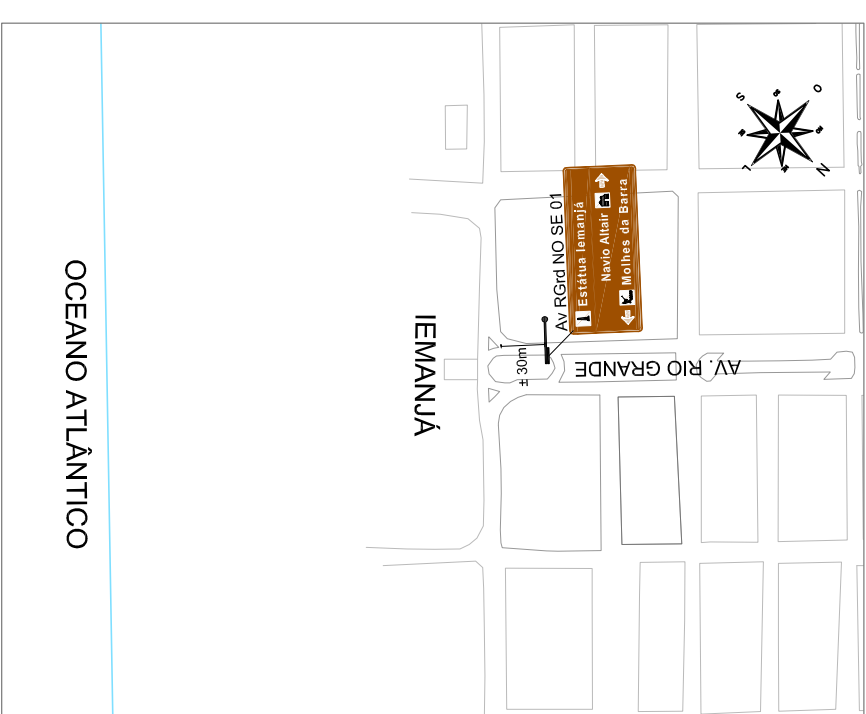 OCEANO ATLÂNTICO
IEMANJÁ
Av RGrd NO SE 01
Estátua Iemanjá
Navio Altair
Molhes da Barra
± 30m
AV. RIO GRANDE
S
O
N
L